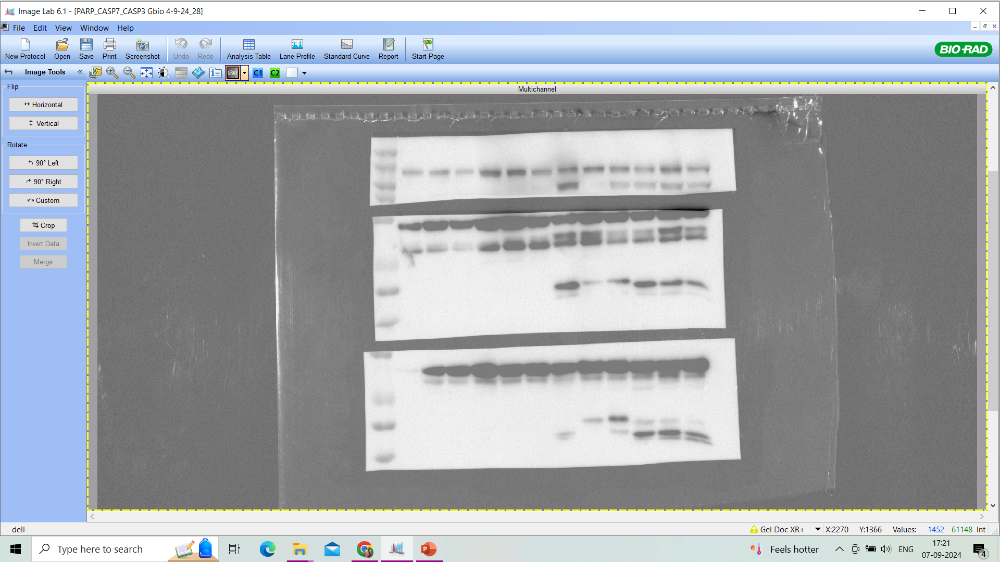 Image Lab 6.1 - [PARP_CASP7_CASP3 Gbio 4-9-24_28]
File Edit View Window Help
New Protocol Open Save Print Screenshot Undo Redo Analysis Table Lane Profile Standard Curve Report Start Page
BIO-RAD
Image Tools « GRAY C1 C2
Multichannel
Flip
Horizontal
Vertical
Rotate
90° Left
90° Right
Custom
Crop
Invert Data
Merge
dell Gel Doc XR+ X:2270 Y:1366 Values: 1452 61148 Int
Type here to search
Feels hotter ENG
17:21
07-09-2024
4